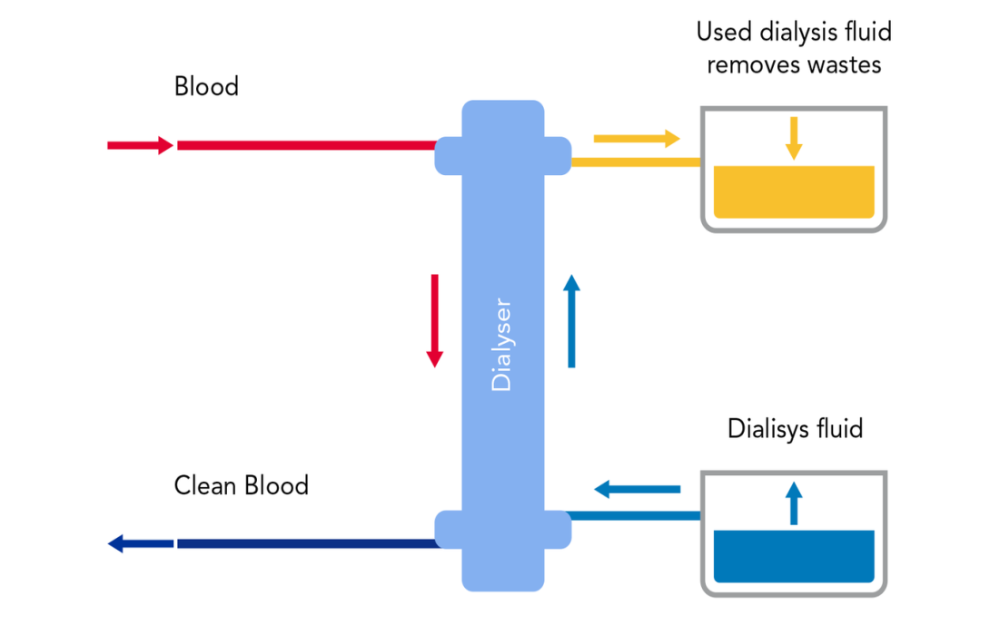 Used dialysis fluid
removes wastes
Blood
Dialyser
Dialisys fluid
Clean Blood